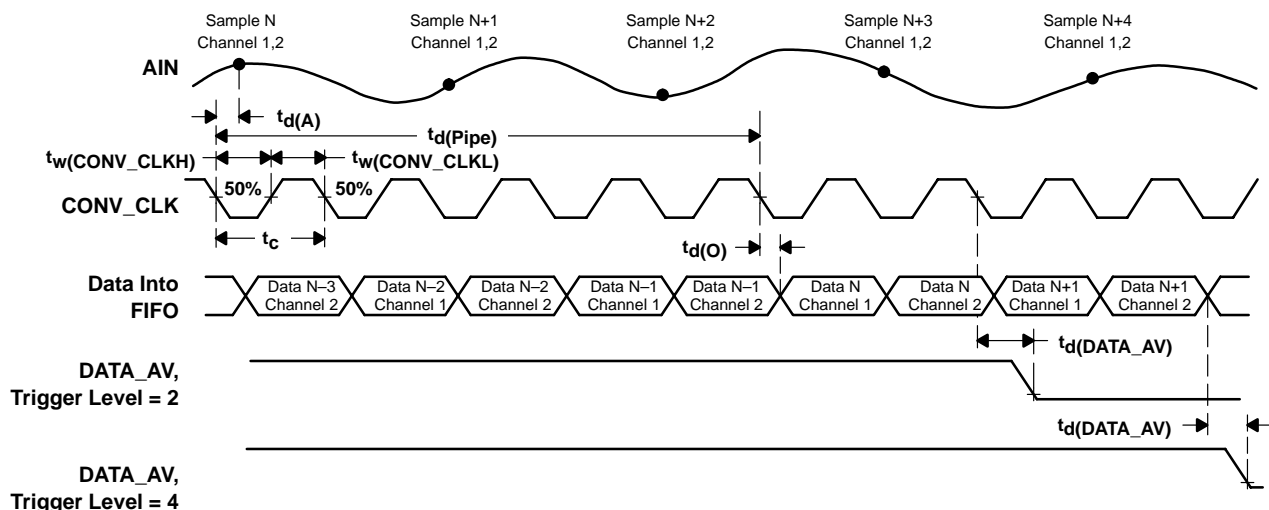 Sample N
Channel 1,2
Sample N+1
Channel 1,2
Sample N+2
Channel 1,2
Sample N+3
Channel 1,2
Sample N+4
Channel 1,2
AIN
td(A)
td(Pipe)
tw(CONV_CLKH)
tw(CONV_CLKL)
50%
50%
CONV_CLK
tc
td(O)
Data Into
FIFO
Data N–3
Channel 2
Data N–2
Channel 1
Data N–2
Channel 2
Data N–1
Channel 1
Data N–1
Channel 2
Data N
Channel 1
Data N
Channel 2
Data N+1
Channel 1
Data N+1
Channel 2
td(DATA_AV)
DATA_AV,
Trigger Level = 2
td(DATA_AV)
DATA_AV,
Trigger Level = 4